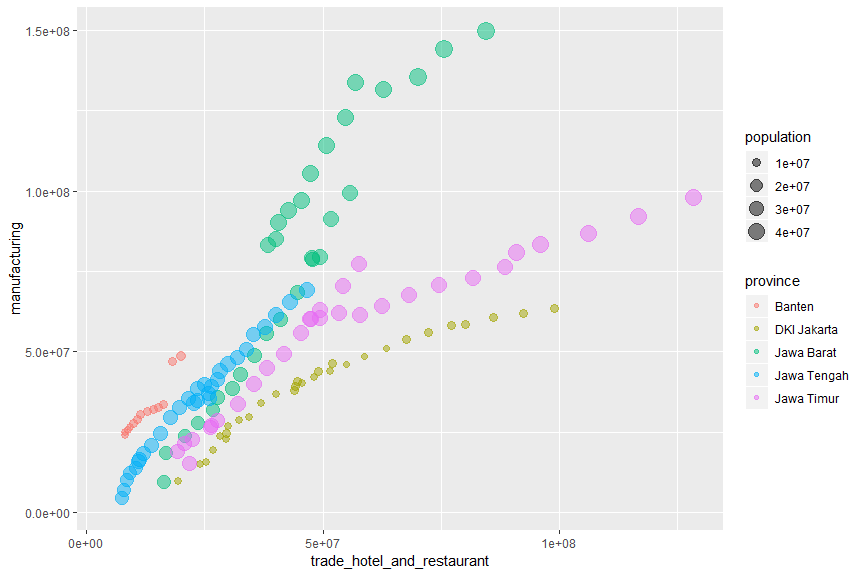 1.5e+08
1.0e+08
5.0e+07
0.0e+00
manufacturing
0e+00
5e+07
1e+08
trade_hotel_and_restaurant
population
1e+07
2e+07
3e+07
4e+07
province
Banten
DKI Jakarta
Jawa Barat
Jawa Tengah
Jawa Timur